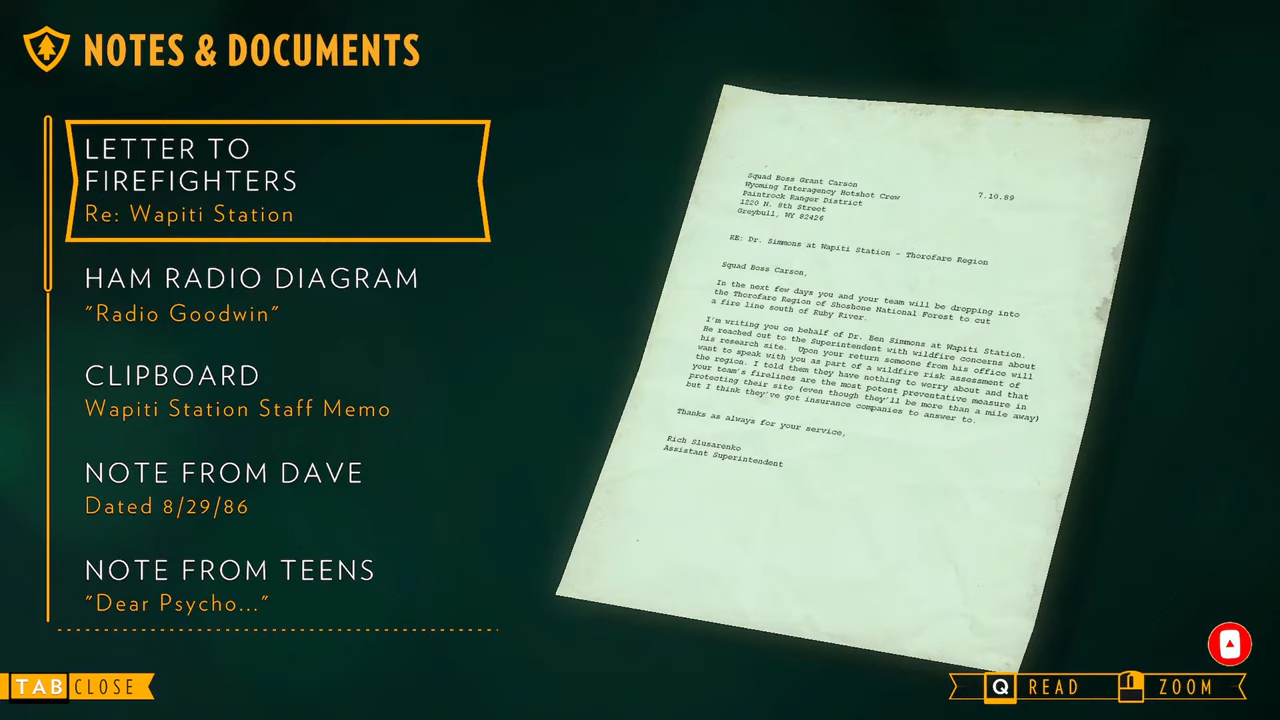 NOTES & DOCUMENTS
LETTER TO
FIREFIGHTERS
Re: Wapiti Station
HAM RADIO DIAGRAM
"Radio Goodwin"
CLIPBOARD
Wapiti Station Staff Memo
NOTE FROM DAVE
Dated 8/29/86
NOTE FROM TEENS
"Dear Psycho..."
TAB CLOSE
Squad Boss Grant Carson
Wyoming Interagency Hotshot Crew
Paintrock Ranger District
1220 N. 8th Street
Greybull, WY 82426
7.10.89
RE: Dr. Simmons at Wapiti Station - Thorofare Region
Squad Boss Carson,
In the next few days you and your team will be dropping into
the Thorofare Region of Shoshone National Forest to cut
a fire line south of Ruby River.
I'm writing you on behalf of Dr. Ben Simmons at Wapiti Station.
He reached out to the Superintendent with wildfire concerns about
his research site. Upon your return someone from his office will
want to speak with you as part of a wildfire risk assessment of
the region. I told them they have nothing to worry about and that
your team's firelines are the most potent preventative measure in
protecting their site (even though they'll be more than a mile away)
but I think they've got insurance companies to answer to.
Thanks as always for your service,
Rich Slusarenko
Assistant Superintendent
Q READ ZOOM